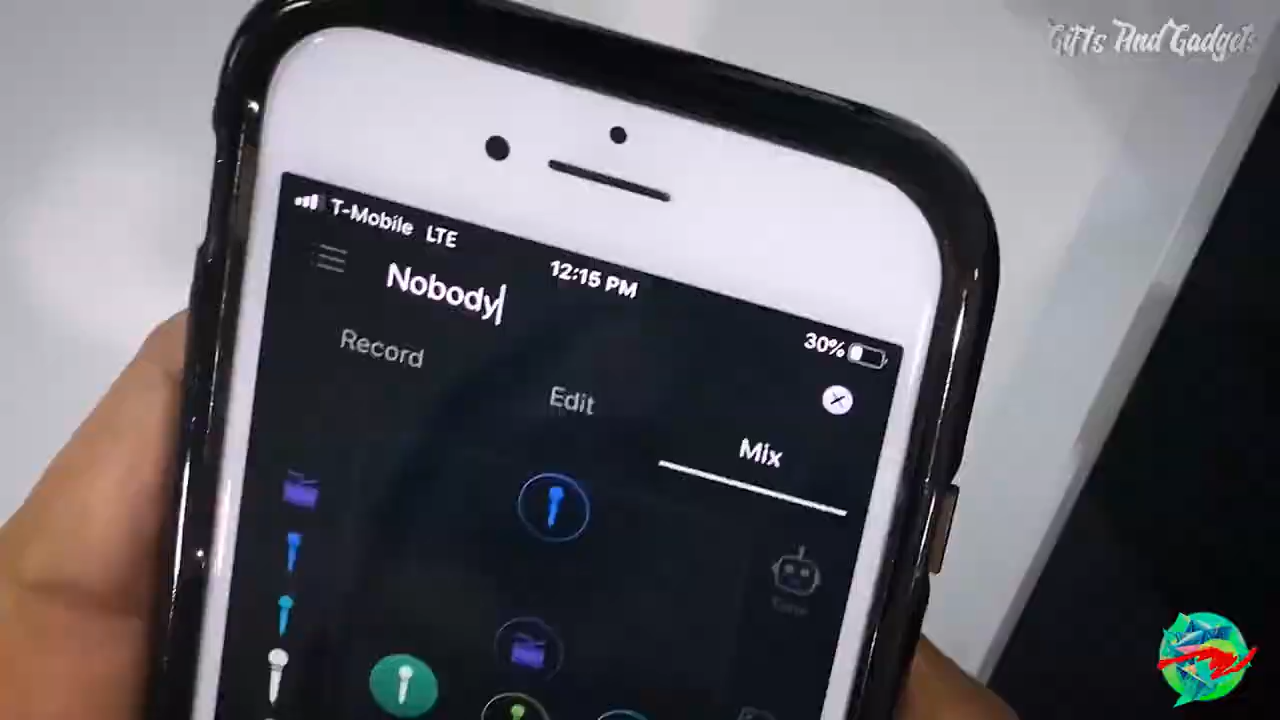 Gifts And Gadgets
T-Mobile LTE
12:15 PM
30%
Nobody
Record
Edit
Mix